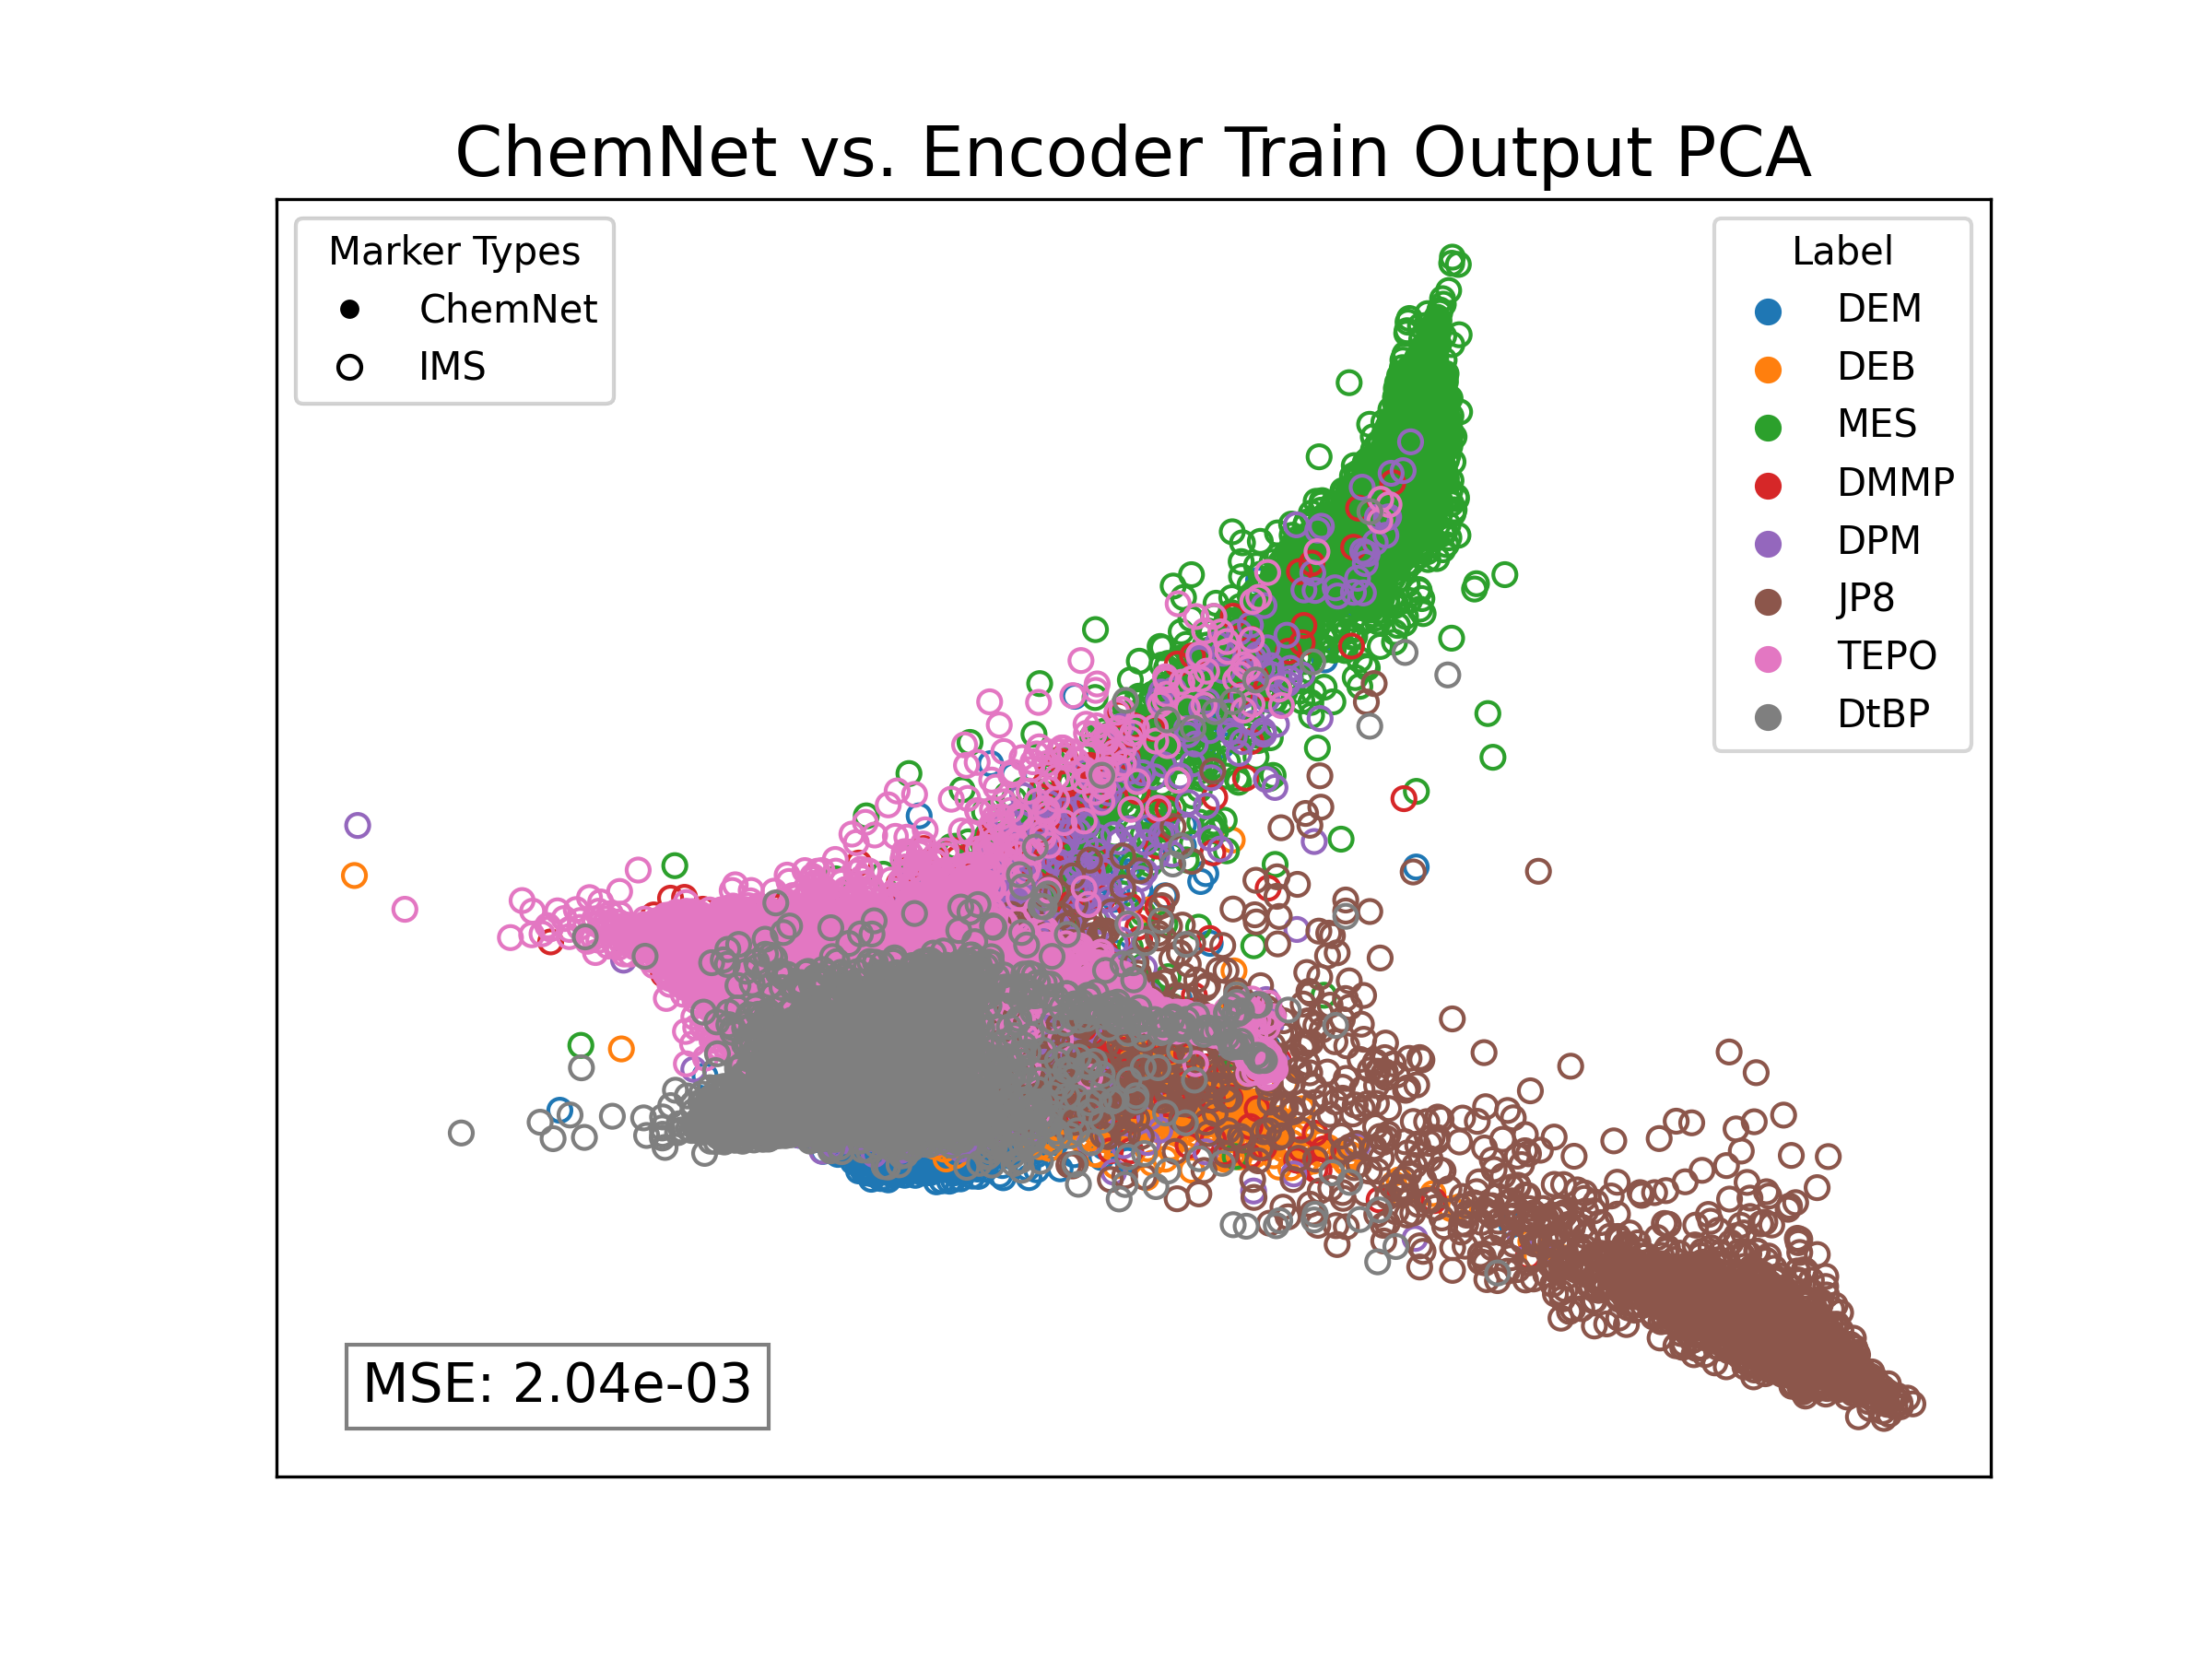 ChemNet vs. Encoder Train Output PCA
Marker Types
ChemNet
IMS
Label
DEM
DEB
MES
DMMP
DPM
JP8
TEPO
DtBP
MSE: 2.04e-03